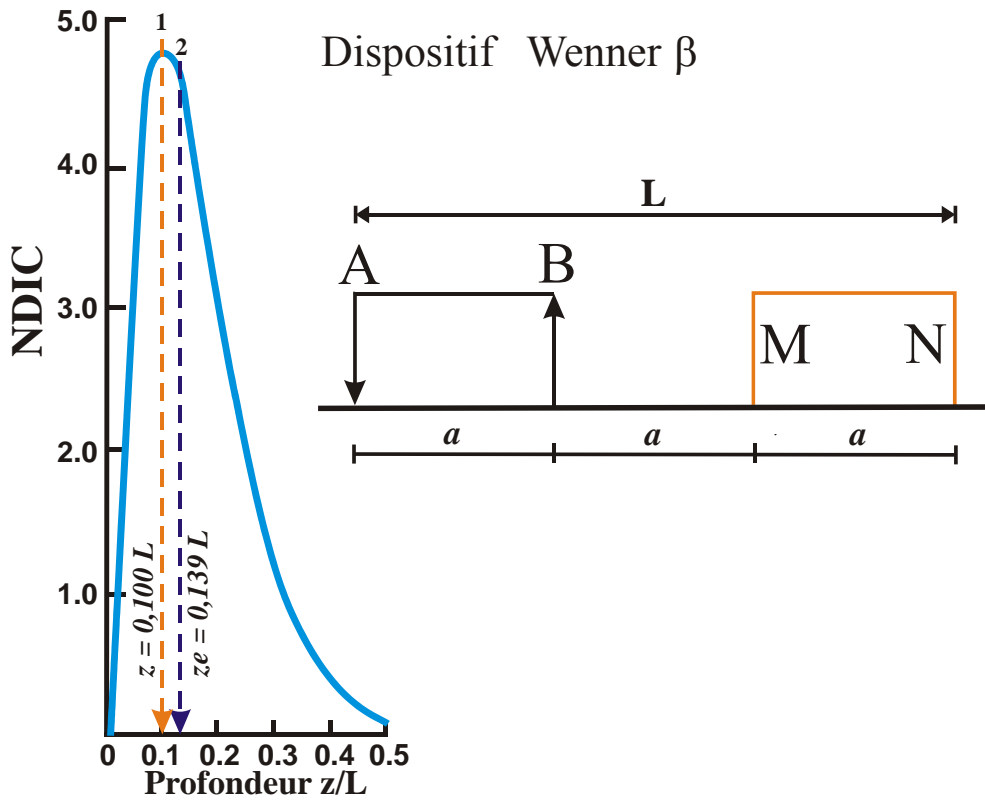 Dispositif Wenner β
5.0
4.0
3.0
2.0
1.0
NDIC
1
2
z = 0,100 L
ze = 0,139 L
0 0.1 0.2 0.3 0.4 0.5
Profondeur z/L
L
A B
M N
a a a